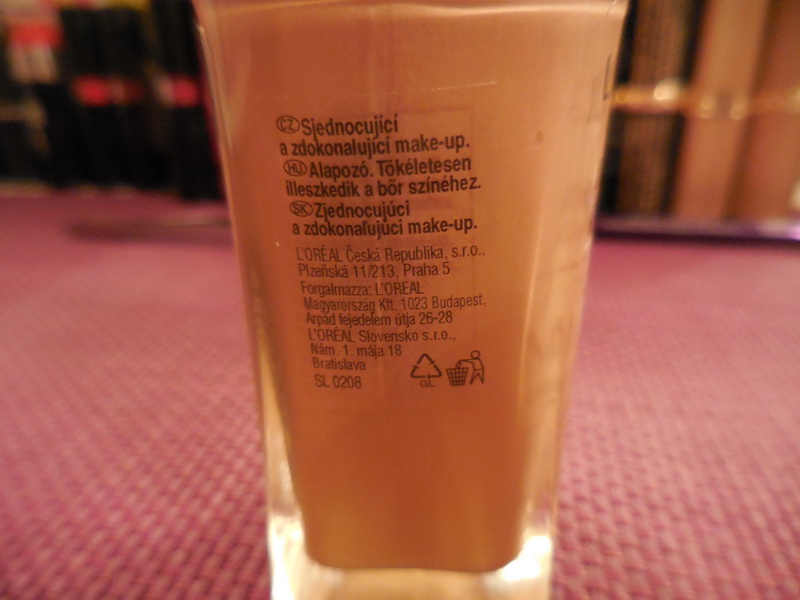 CZ Sjednocující
a zdokonalující make-up.
HU Alapozó. Tökéletesen
illeszkedik a bőr színéhez.
SK Zjednocujúci
a zdokonaľujúci make-up.
L'ORÉAL Česká Republika, s.r.o.,
Plzeňská 11/213, Praha 5
Forgalmazza: L'OREAL
Magyarország Kft. 1023 Budapest,
Árpád fejedelem útja 26-28
L'ORÉAL Slovensko s.r.o.,
Nám. 1. mája 18
Bratislava
SL 0208
GL